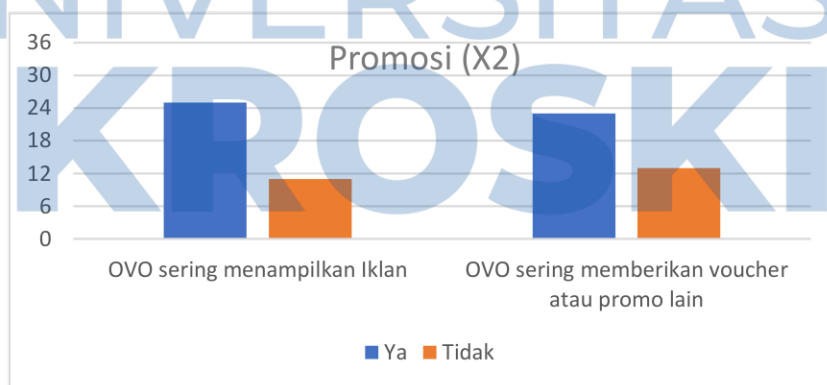 NIVERSITAS
KROSKI
Promosi (X2)
36
30
24
18
12
6
0
OVO sering menampilkan Iklan
OVO sering memberikan voucher
atau promo lain
Ya
Tidak